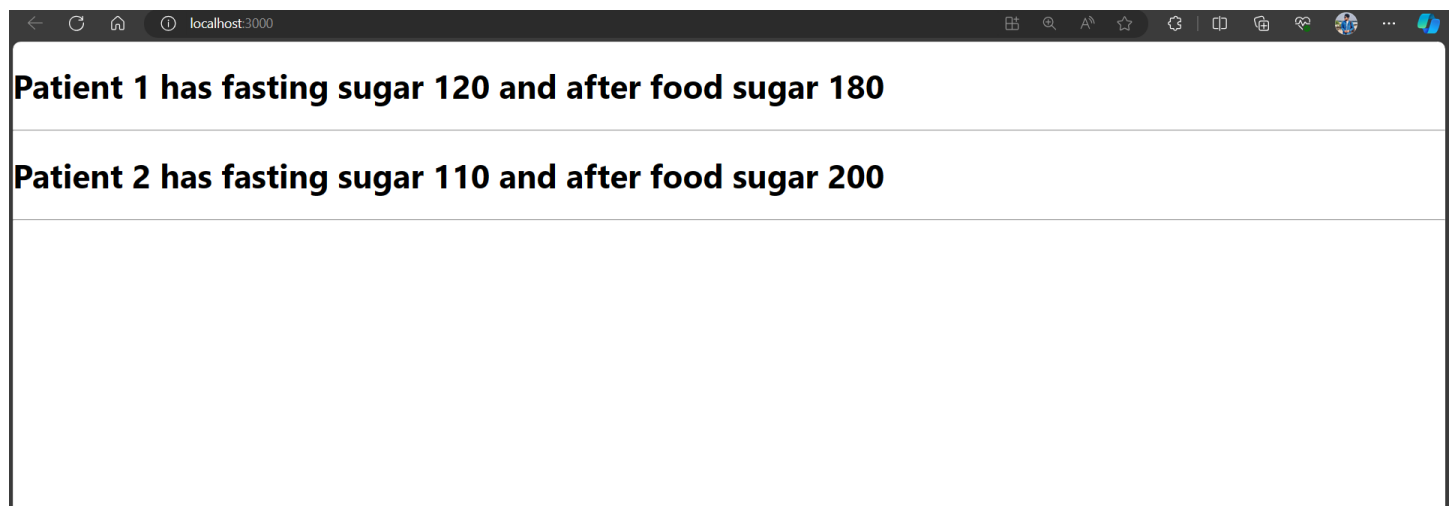 localhost:3000
Patient 1 has fasting sugar 120 and after food sugar 180
Patient 2 has fasting sugar 110 and after food sugar 200